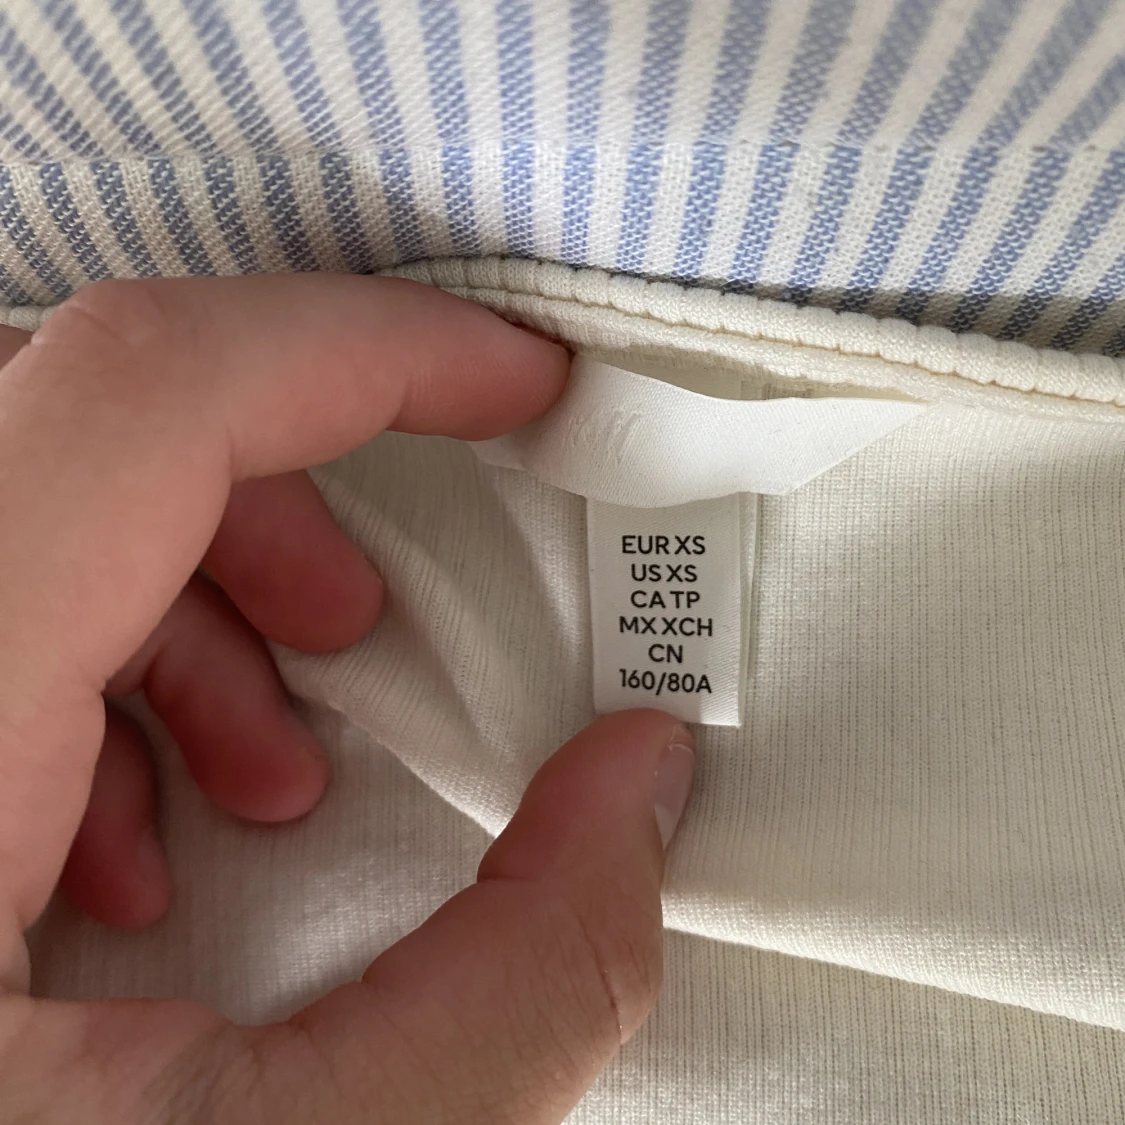 EUR XS
US XS
CA TP
MX XCH
CN
160/80A